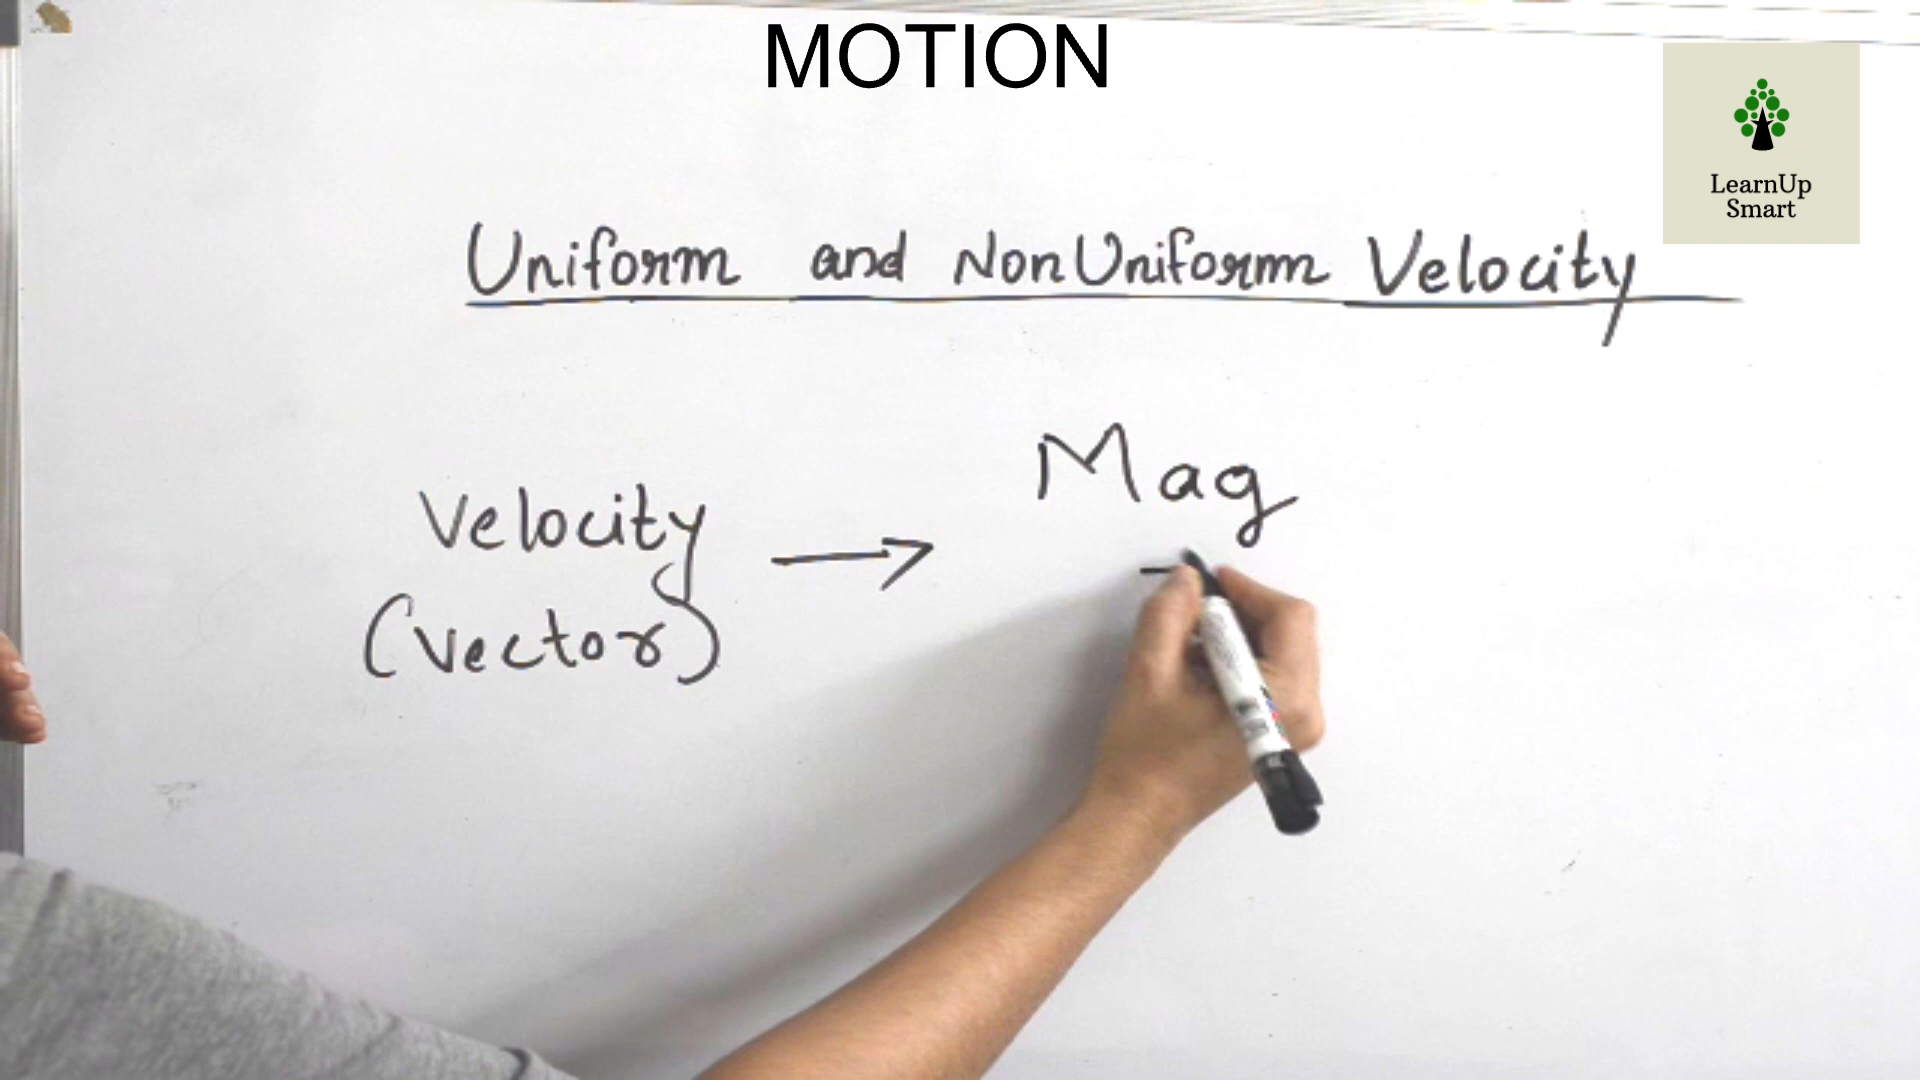 MOTION
LearnUp
Smart
Uniform and NonUniform Velocity
Velocity → Mag
(Vector)